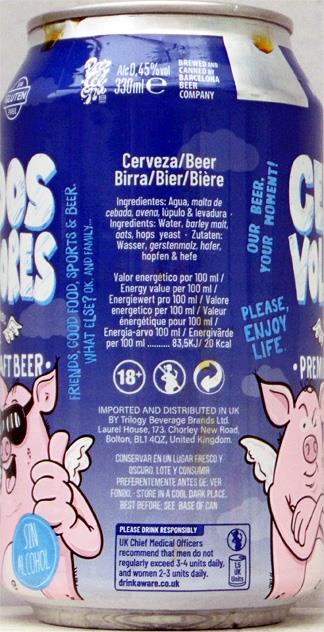 GLUTEN
Alc0,45%vol
330ml e
BREWED AND
CANNED BY
BARCELONA
BEER
COMPANY
Cerveza/Beer
Birra/Bier/Bière
Ingredientes: Agua, malta de
cebada, avena, lúpulo & levadura ·
Ingredients: Water, barley malt,
oats, hops yeast · Zutaten:
Wasser, gerstenmalz, hafer,
hopfen & hefe
Valor energético por 100 ml /
Energy value per 100 ml /
Energiewert pro 100 ml / Valore
energetico per 100 ml / Valeur
énergétique pour 100 ml /
Energia-arvo 100 ml / Energivärde
per 100 ml .......... 83,5KJ/ 20 Kcal
18+
IMPORTED AND DISTRIBUTED IN UK
BY Trilogy Beverage Brands Ltd.
Laurel House, 173. Chorley New Road,
Bolton, BL1 4QZ, United Kingdom.
CONSERVAR EN UN LUGAR FRESCO Y
OSCURO. LOTE Y CONSUMIR
PREFERENTEMENTE ANTES DE: VER
FONDO. · STORE IN A COOL DARK PLACE.
BEST BEFORE: SEE BASE OF CAN
PLEASE DRINK RESPONSIBLY
UK Chief Medical Officers
recommend that men do not
regularly exceed 3-4 units daily,
and women 2-3 units daily.
drinkaware.co.uk
1,5
UK
Units
FRIENDS, GOOD FOOD, SPORTS & BEER.
WHAT ELSE? OK, AND FAMILY...
OUR BEER,
YOUR MOMENT!
PLEASE,
ENJOY
LIFE.
OPS
ORES
AFT BEER •
SIN
ALCOHOL
CE
VO
• PREM